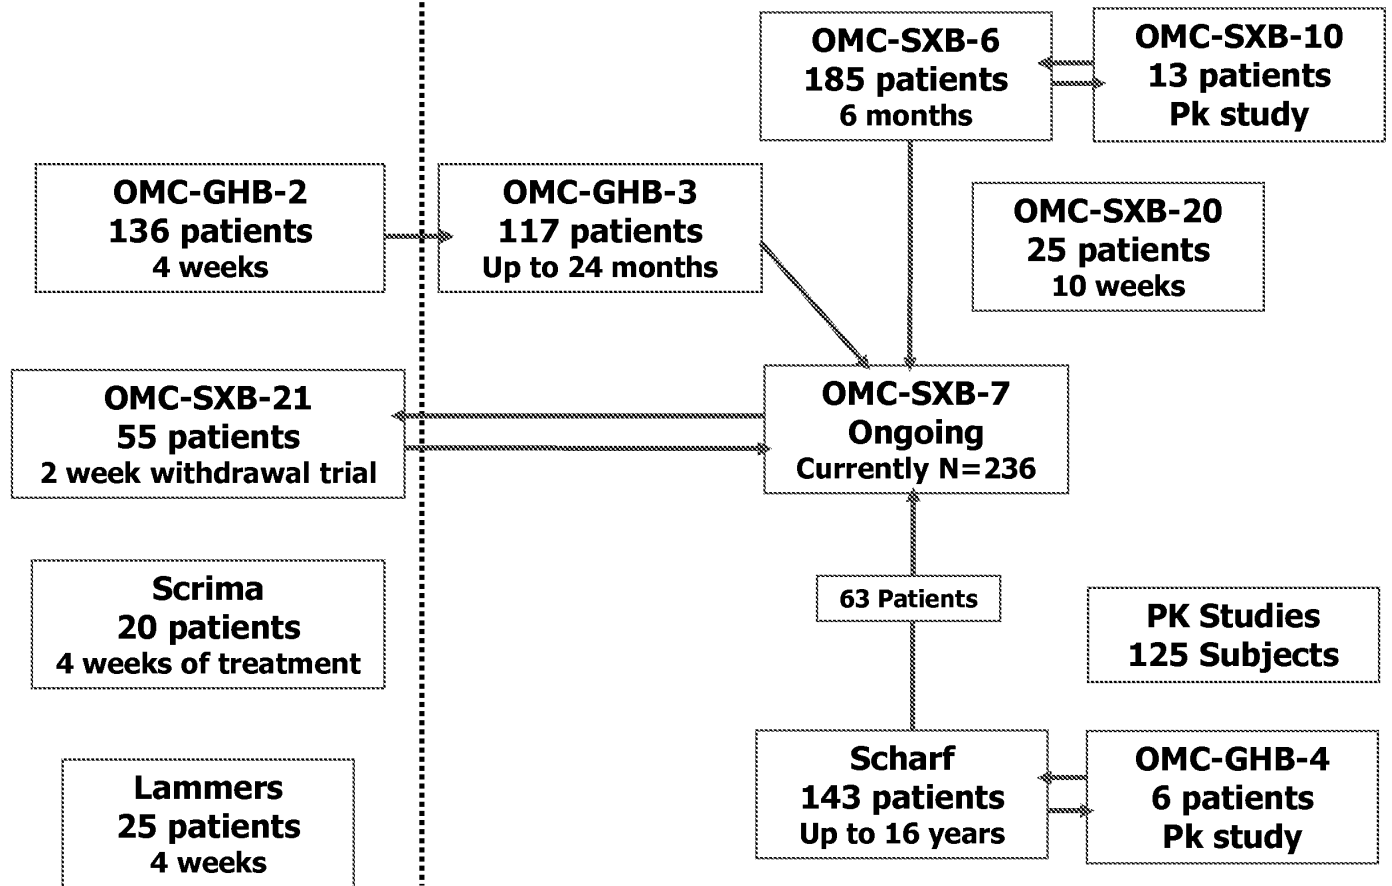 OMC-SXB-6
185 patients
6 months
OMC-SXB-10
13 patients
Pk study
OMC-GHB-2
136 patients
4 weeks
OMC-GHB-3
117 patients
Up to 24 months
OMC-SXB-20
25 patients
10 weeks
OMC-SXB-21
55 patients
2 week withdrawal trial
OMC-SXB-7
Ongoing
Currently N=236
Scrima
20 patients
4 weeks of treatment
63 Patients
PK Studies
125 Subjects
Lammers
25 patients
4 weeks
Scharf
143 patients
Up to 16 years
OMC-GHB-4
6 patients
Pk study